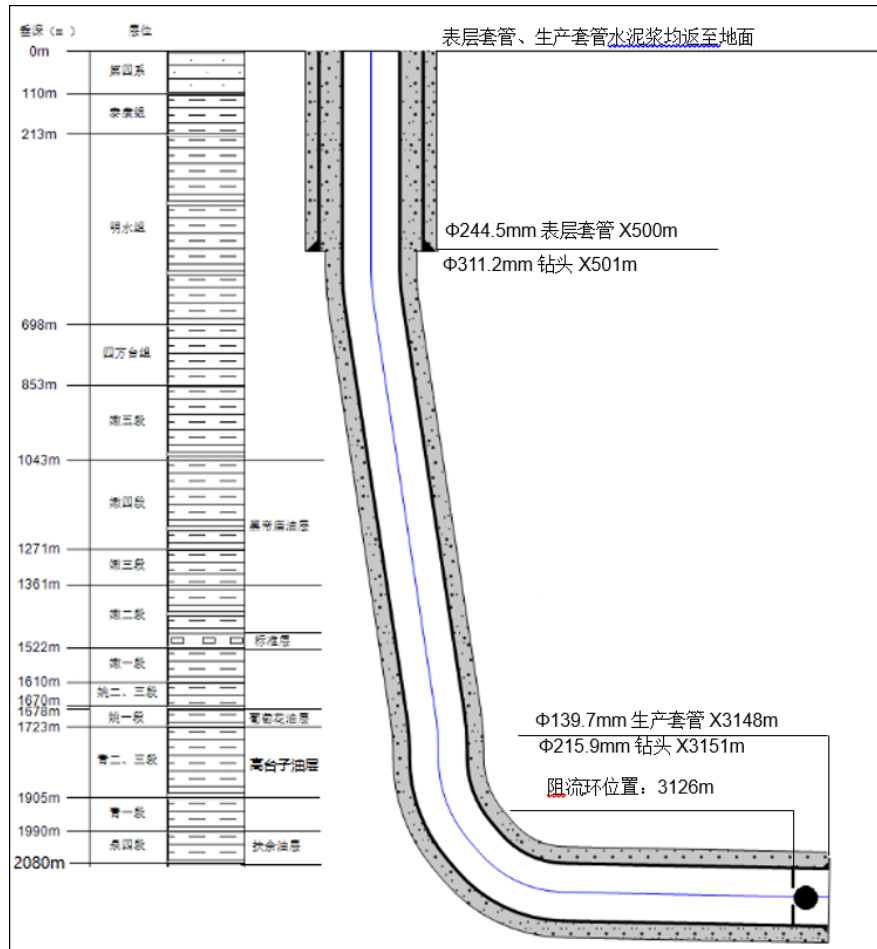 垂深（m） 层位
表层套管、生产套管水泥浆均返至地面
0m
第四系
110m
泰康组
213m
明水组
Φ244.5mm 表层套管 X500m
Φ311.2mm 钻头 X501m
698m
四方台组
853m
嫩五段
1043m
嫩四段
黑帝庙油层
1271m
嫩三段
1361m
嫩二段
标准层
1522m
嫩一段
1610m
姚二、三段
1670m
1678m
姚一段
葡萄花油层
Φ139.7mm 生产套管 X3148m
1723m
Φ215.9mm 钻头 X3151m
青二、三段
高台子油层
阻流环位置：3126m
1905m
青一段
1990m
泉四段
扶余油层
2080m